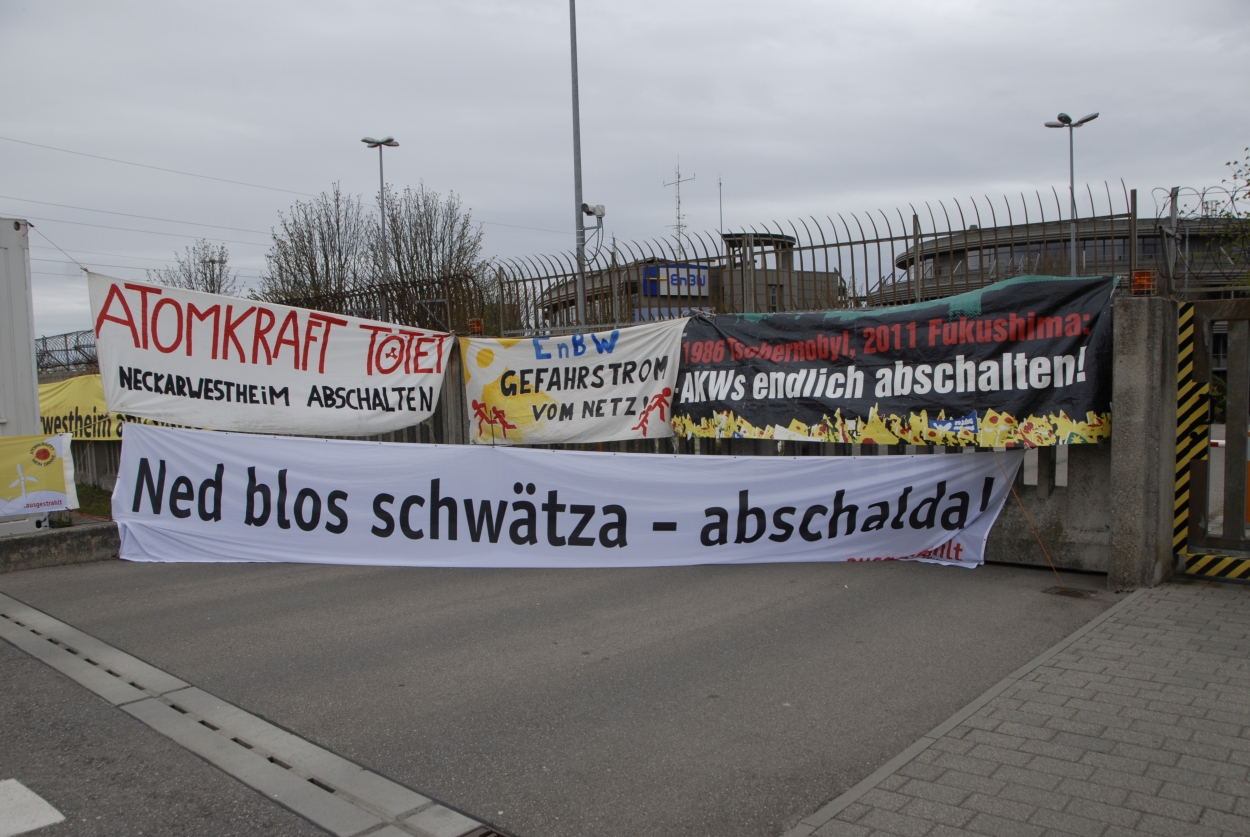 ATOMKRAFT TÖTET
NECKARWESTHEiM ABSCHALTEN
EnBW
GEFAHRSTROM
VOM NETZ!
1986 Tschernobyl, 2011 Fukushima:
AKWs endlich abschalten!
EnBW
westheim
Ned blos schwätza – abschalda!
.ausgestrahlt